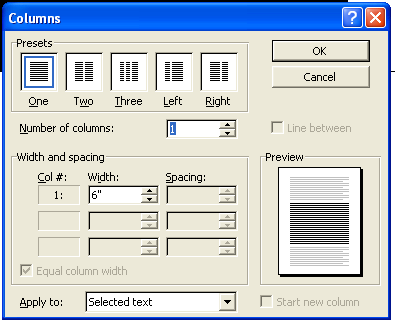 Columns
Presets
One Two Three Left Right
OK
Cancel
Number of columns: 1
Line between
Width and spacing
Col #: Width: Spacing:
1: 6"
Equal column width
Preview
Apply to: Selected text
Start new column